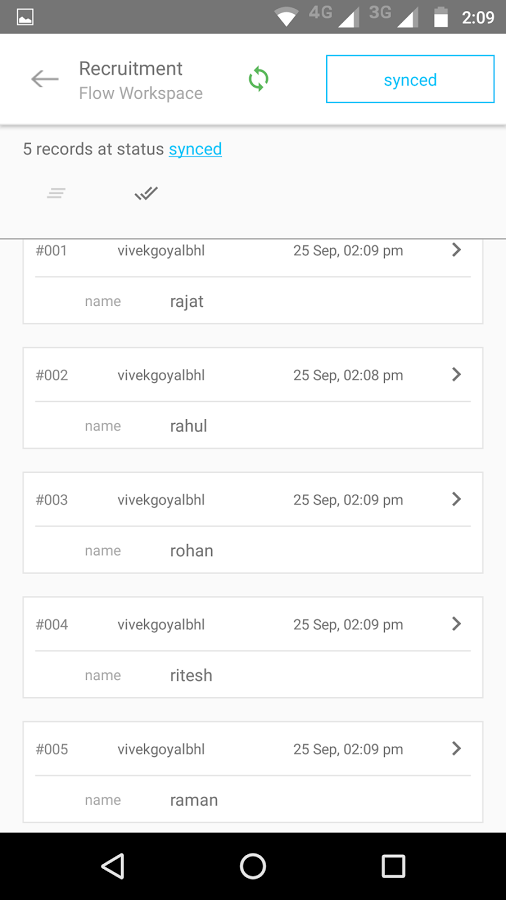 4G 3G 2:09
Recruitment
Flow Workspace
synced
5 records at status synced
#001 vivekgoyalbhl 25 Sep, 02:09 pm
name rajat
#002 vivekgoyalbhl 25 Sep, 02:08 pm
name rahul
#003 vivekgoyalbhl 25 Sep, 02:09 pm
name rohan
#004 vivekgoyalbhl 25 Sep, 02:09 pm
name ritesh
#005 vivekgoyalbhl 25 Sep, 02:09 pm
name raman